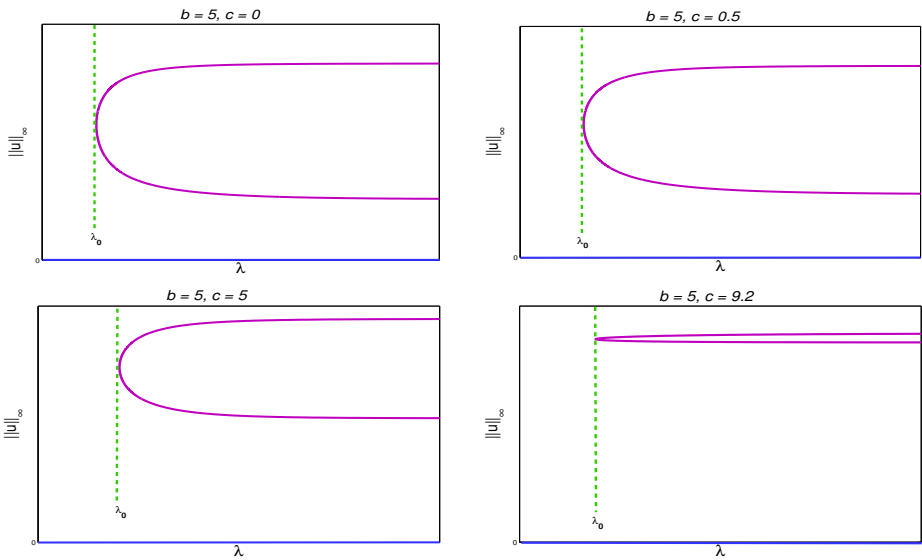 b = 5, c = 0
||u||∞
λ₀
0
λ
b = 5, c = 0.5
||u||∞
λ₀
0
λ
b = 5, c = 5
||u||∞
λ₀
0
λ
b = 5, c = 9.2
||u||∞
λ₀
0
λ